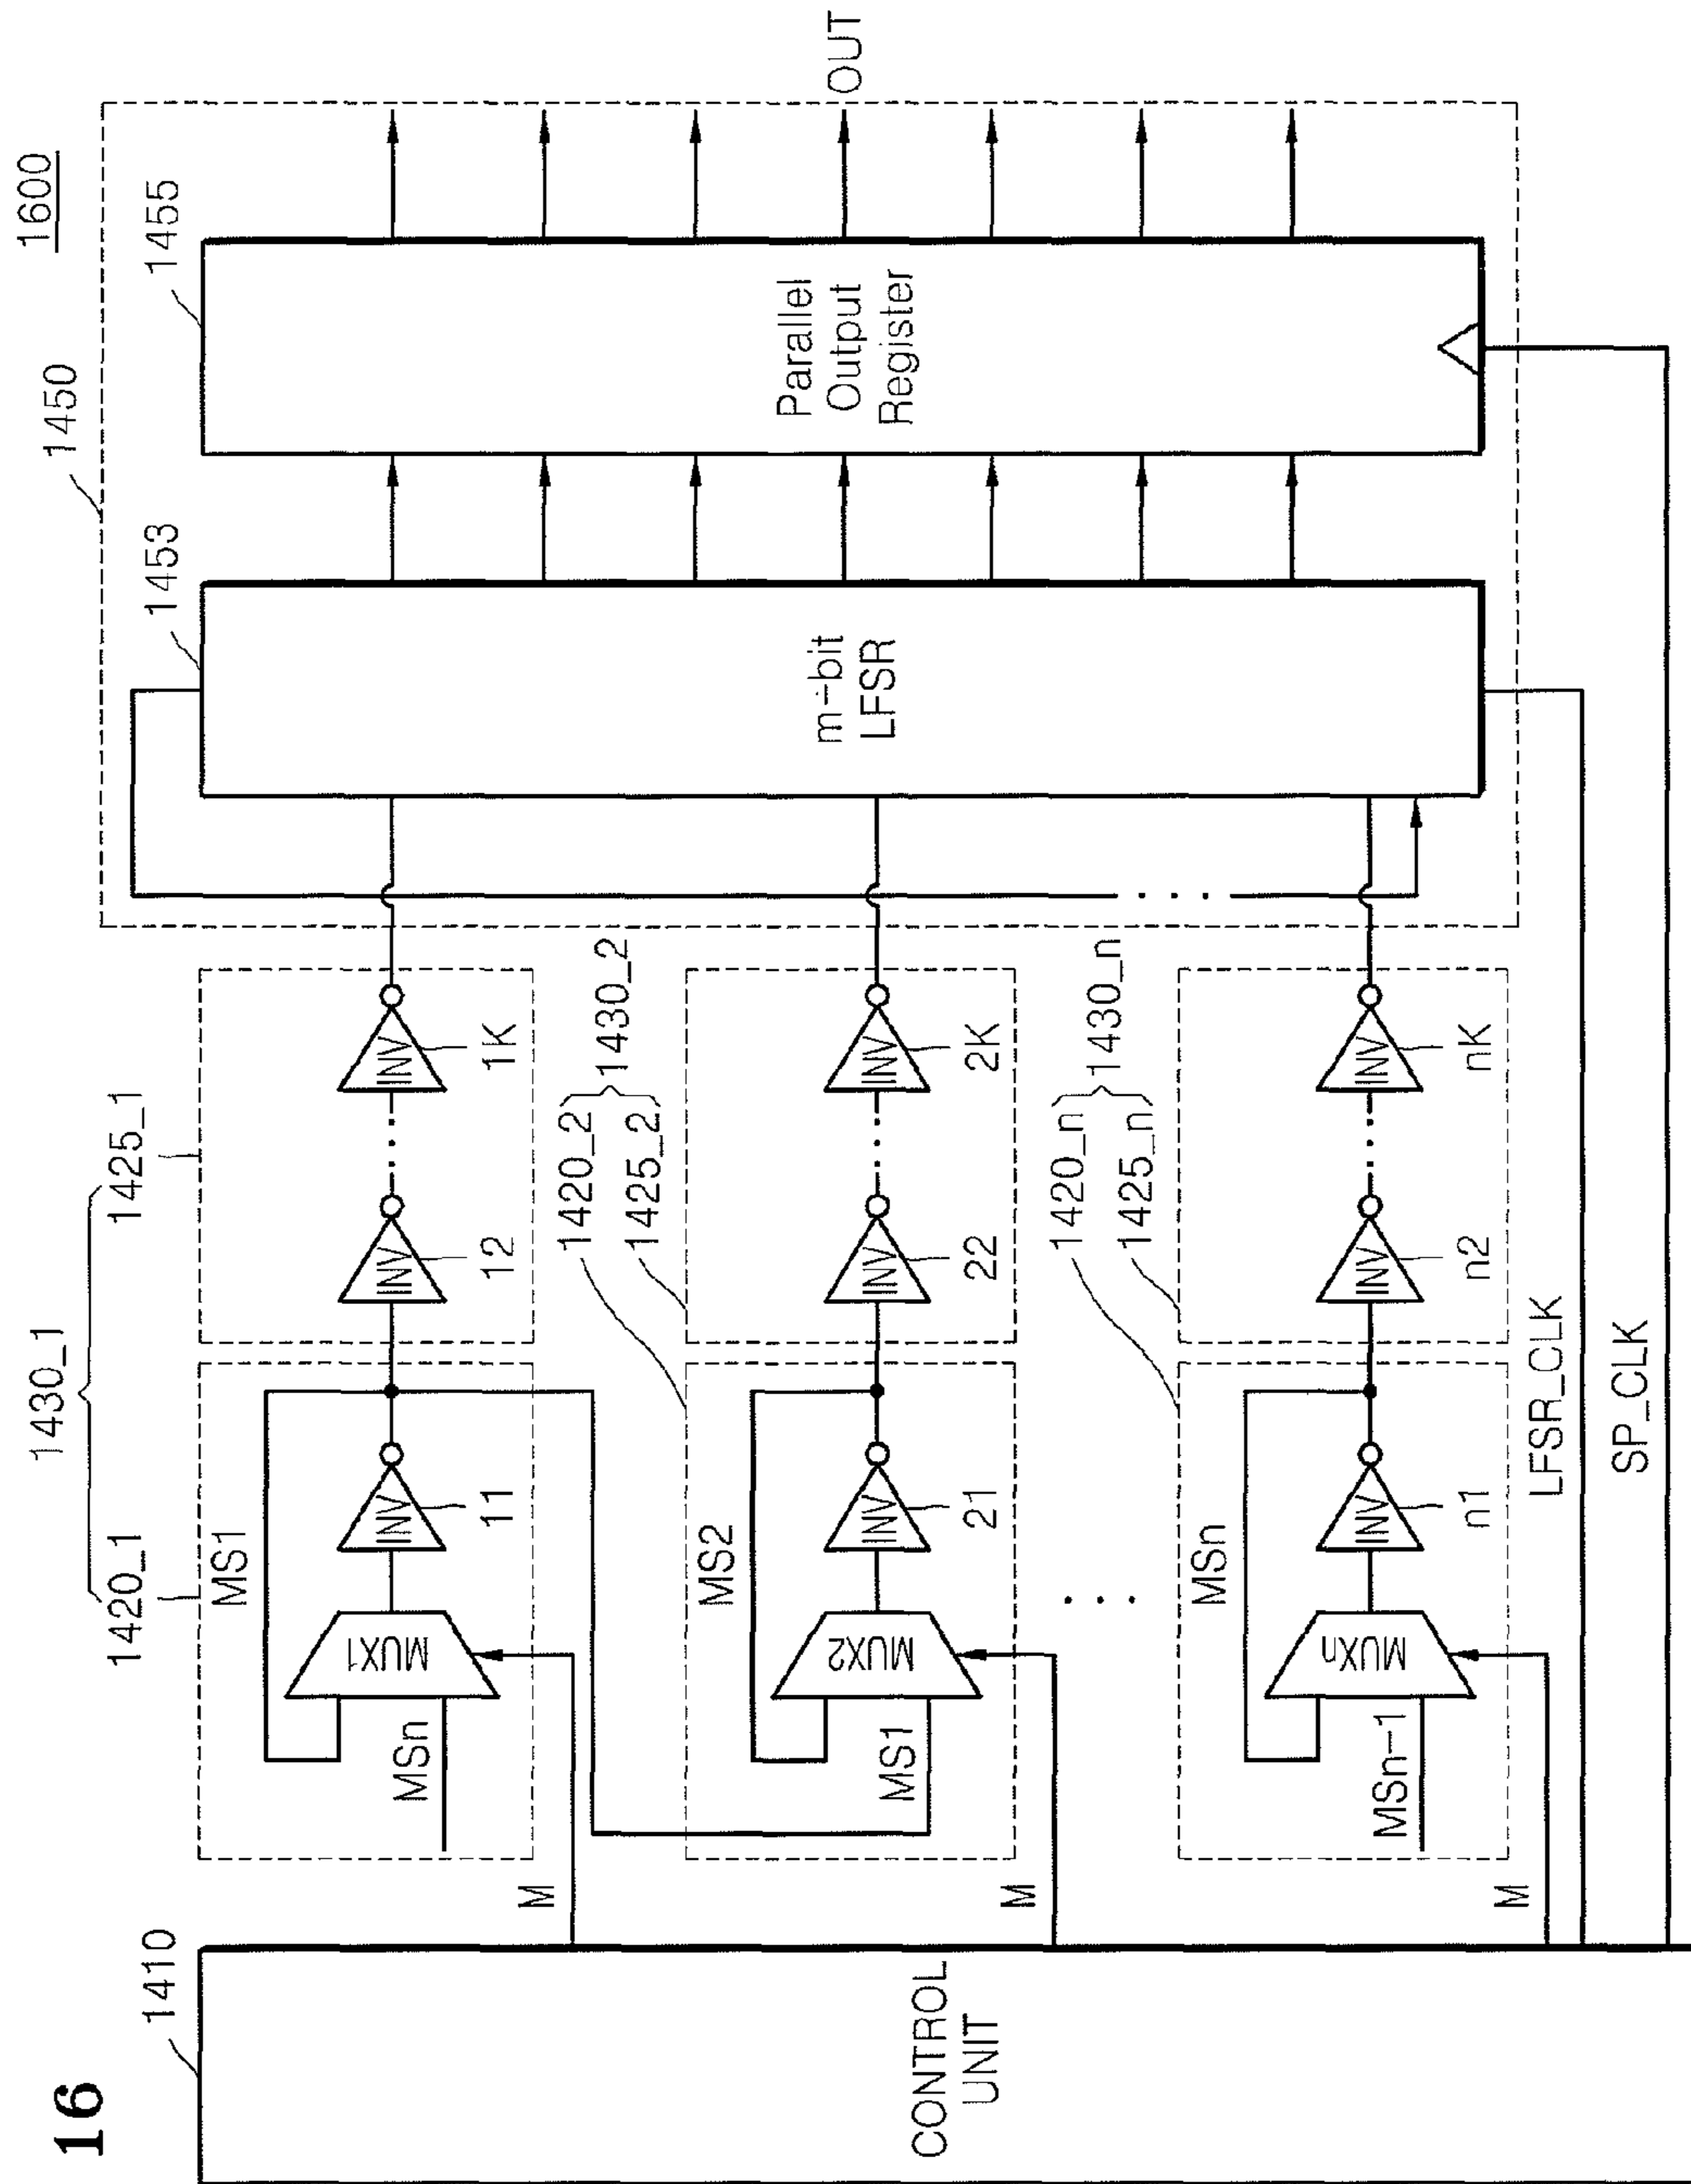 16
1600
1410
CONTROL
UNIT
M
M
M
1430_1
1420_1
1425_1
MS1
MUX1
MSn
INV
11
INV
12
INV
1K
1420_2
1425_2
1430_2
MS2
MUX2
MS1
INV
21
INV
22
INV
2K
. . .
1420_n
1425_n
1430_n
MSn
MUXn
MSn-1
INV
n1
INV
n2
INV
nK
LFSR_CLK
SP_CLK
1450
1453
m-bit
LFSR
1455
Parallel
Output
Register
OUT